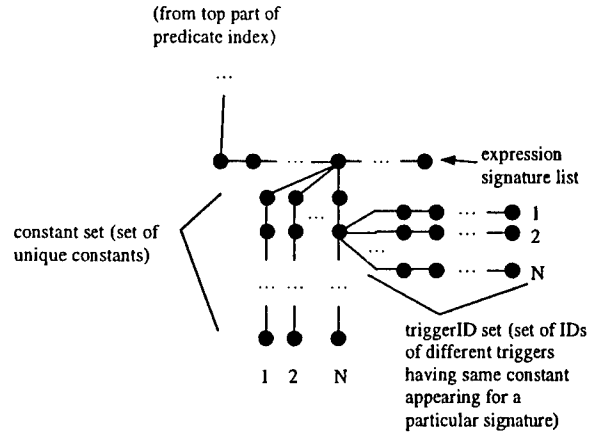 (from top part of
predicate index)
...
... ...
expression
signature list
constant set (set of
unique constants)
...
... 1
2
...
... N
... ... ...
triggerID set (set of IDs
of different triggers
having same constant
appearing for a
particular signature)
1 2 N